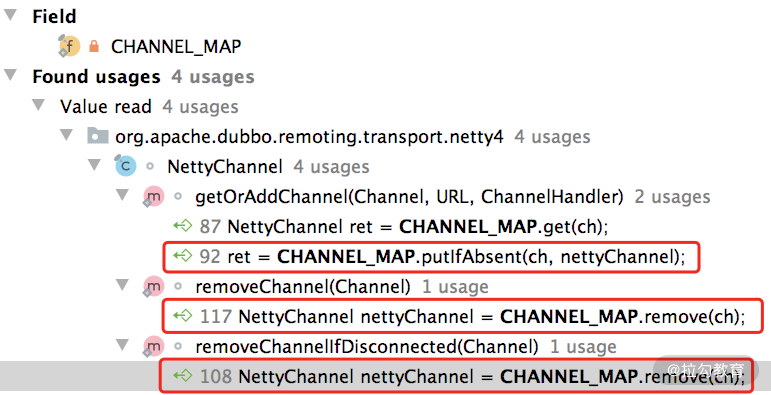 Field
CHANNEL_MAP
Found usages 4 usages
Value read 4 usages
org.apache.dubbo.remoting.transport.netty4 4 usages
NettyChannel 4 usages
getOrAddChannel(Channel, URL, ChannelHandler) 2 usages
87 NettyChannel ret = CHANNEL_MAP.get(ch);
92 ret = CHANNEL_MAP.putIfAbsent(ch, nettyChannel);
removeChannel(Channel) 1 usage
117 NettyChannel nettyChannel = CHANNEL_MAP.remove(ch);
removeChannelIfDisconnected(Channel) 1 usage
108 NettyChannel nettyChannel = CHANNEL_MAP.remove(ch);
@拉勾教育